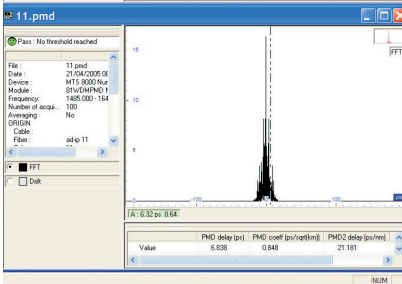 11.pmd
Pass : No threshold reached
File : 11.pmd
Date : 21/04/2005 08
Device : MTS 8000 Nur
Module : 81WDMPMD
Frequency: 1485.000 - 164
Number of acqui... 100
Averaging : No
ORIGIN
Cable :
Fiber : ad-ip 11
FFT
Drift
FFT
15
10
5
-100
100
ps
A : 6.32 ps 0.64
PMD delay (ps) PMD coeff (ps/sqrt(km)) PMD2 delay (ps/nm)
Value 6.838 0.848 21.181
NUM